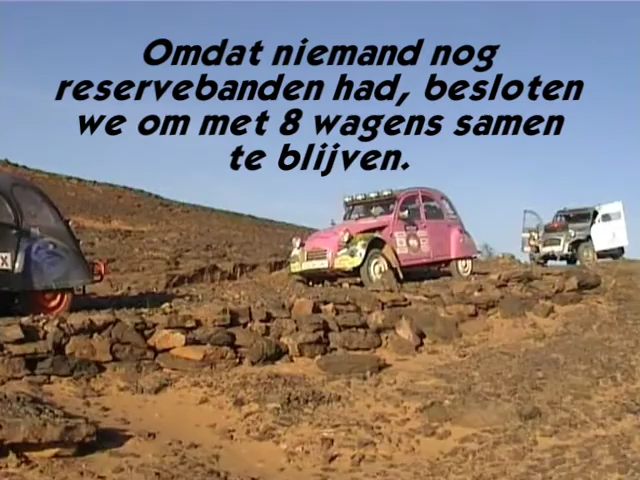 Omdat niemand nog
reservebanden had, besloten
we om met 8 wagens samen
te blijven.